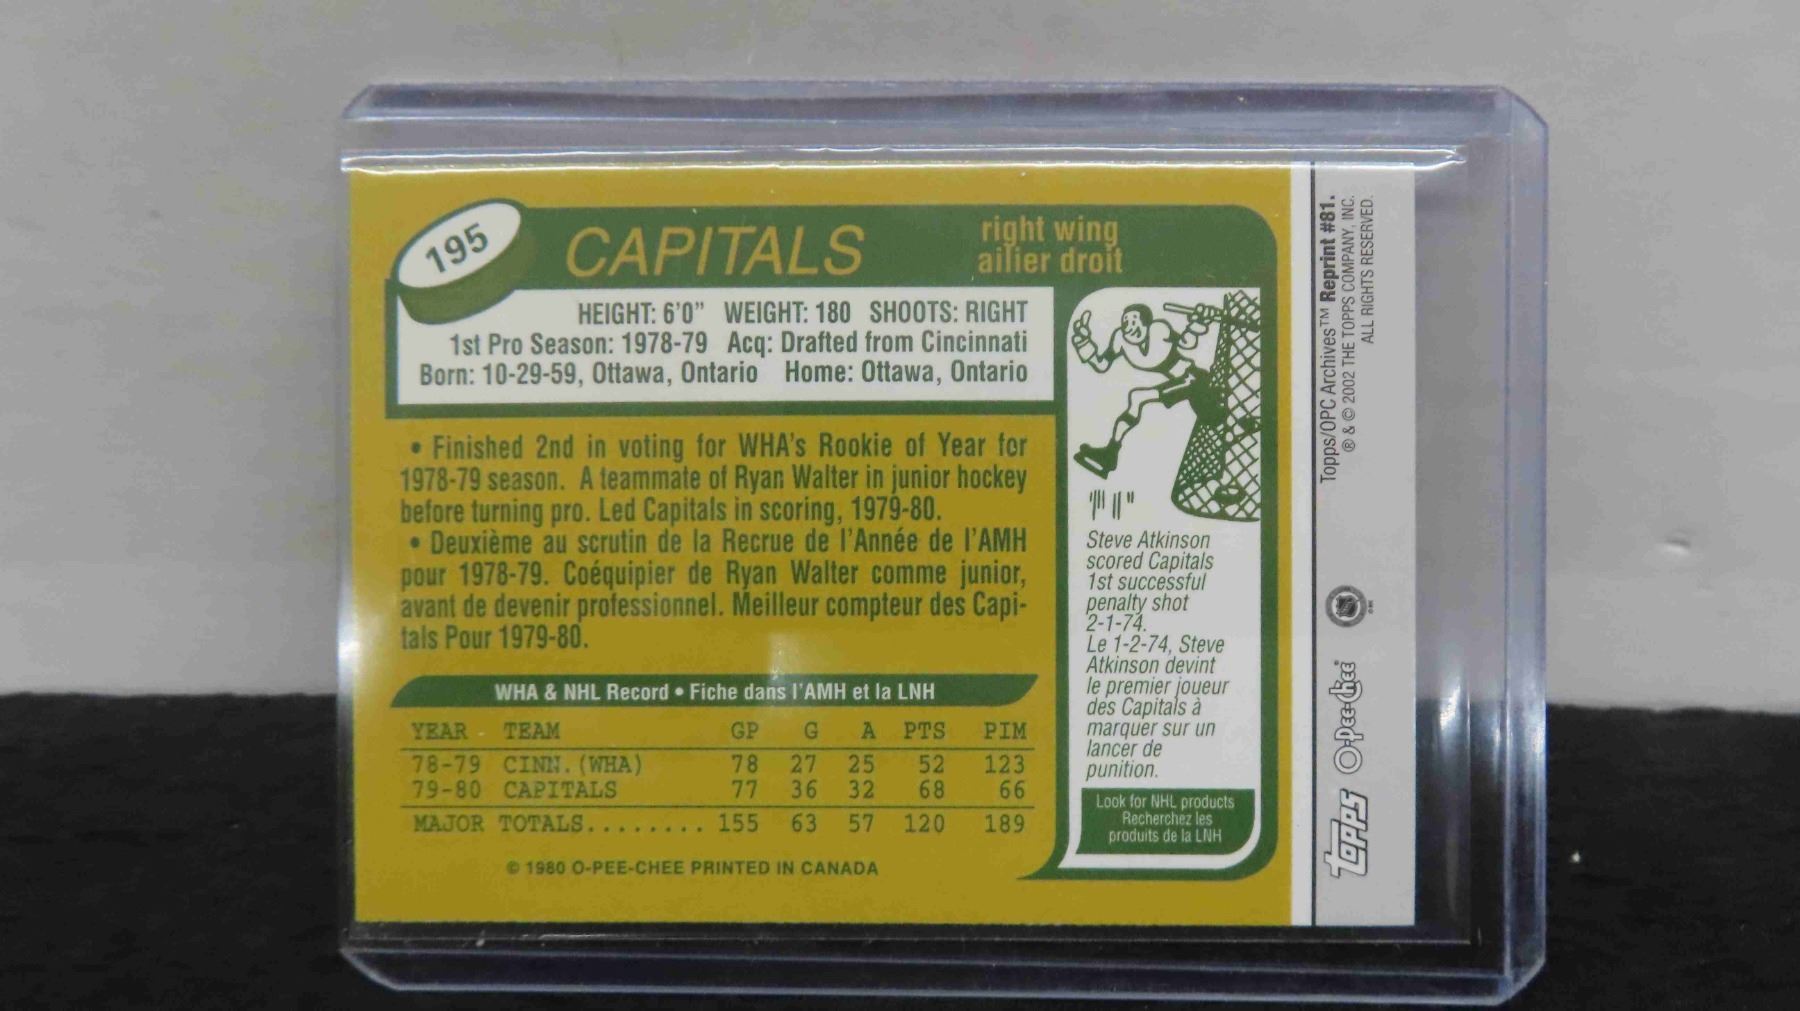 195
CAPITALS
right wing
ailier droit
HEIGHT: 6'0" WEIGHT: 180 SHOOTS: RIGHT
1st Pro Season: 1978-79 Acq: Drafted from Cincinnati
Born: 10-29-59, Ottawa, Ontario Home: Ottawa, Ontario
• Finished 2nd in voting for WHA's Rookie of Year for
1978-79 season. A teammate of Ryan Walter in junior hockey
before turning pro. Led Capitals in scoring, 1979-80.
• Deuxième au scrutin de la Recrue de l'Année de l'AMH
pour 1978-79. Coéquipier de Ryan Walter comme junior,
avant de devenir professionnel. Meilleur compteur des Capi-
tals Pour 1979-80.
WHA & NHL Record • Fiche dans l'AMH et la LNH
YEAR TEAM GP G A PTS PIM
78-79 CINN. (WHA) 78 27 25 52 123
79-80 CAPITALS 77 36 32 68 66
MAJOR TOTALS........ 155 63 57 120 189
© 1980 O-PEE-CHEE PRINTED IN CANADA
Steve Atkinson
scored Capitals
1st successful
penalty shot
2-1-74.
Le 1-2-74, Steve
Atkinson devint
le premier joueur
des Capitals à
marquer sur un
lancer de
punition.
Look for NHL products
Recherchez les
produits de la LNH
Topps/OPC Archives™ Reprint #81.
® & © 2002 THE TOPPS COMPANY, INC.
ALL RIGHTS RESERVED.
NHL
O-Pee-Chee
Topps